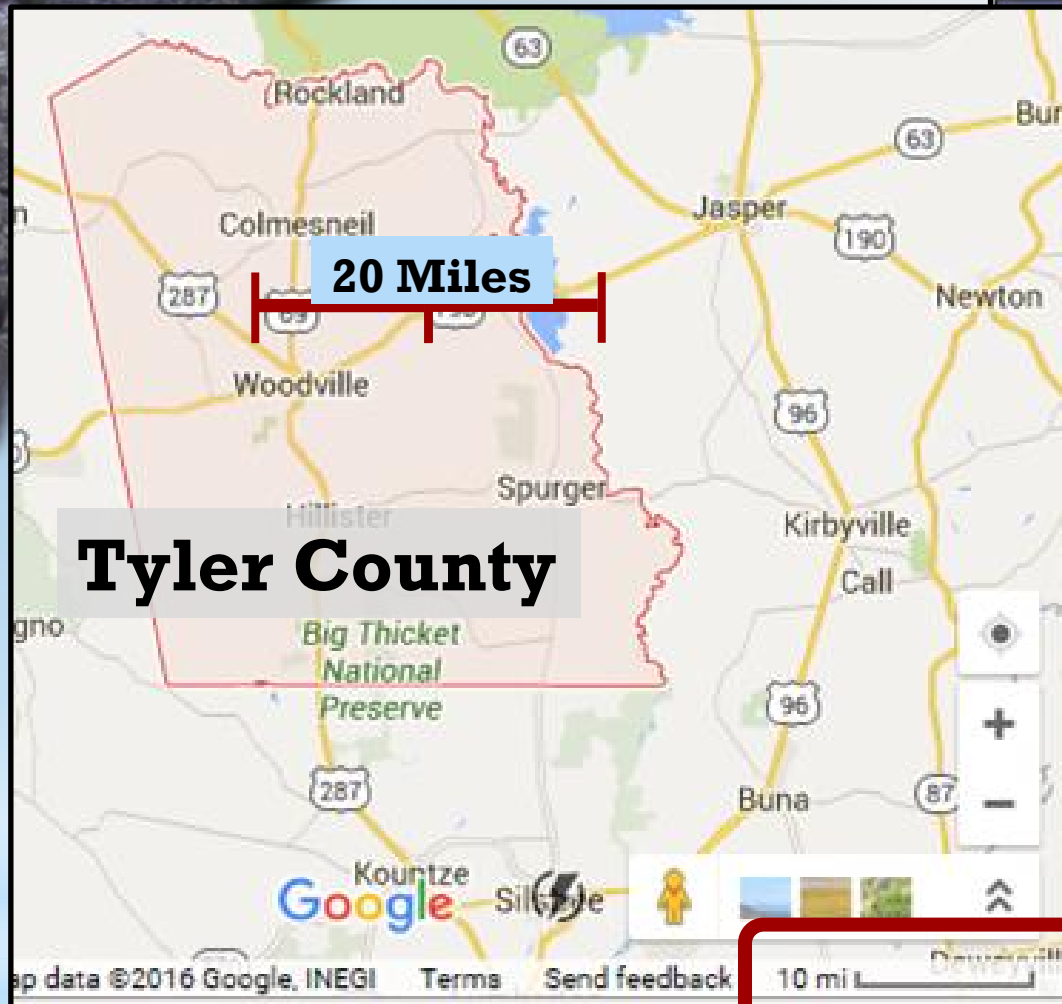 63
Rockland
Bur
63
Jasper
n
Colmesneil
190
20 Miles
287
Newton
69
190
Woodville
96
Spurger
Hillister
Kirbyville
Tyler County
Call
gno
Big Thicket
National
Preserve
96
287
Buna
87
Kountze
Google
ap data ©2016 Google, INEGI Terms Send feedback 10 mi